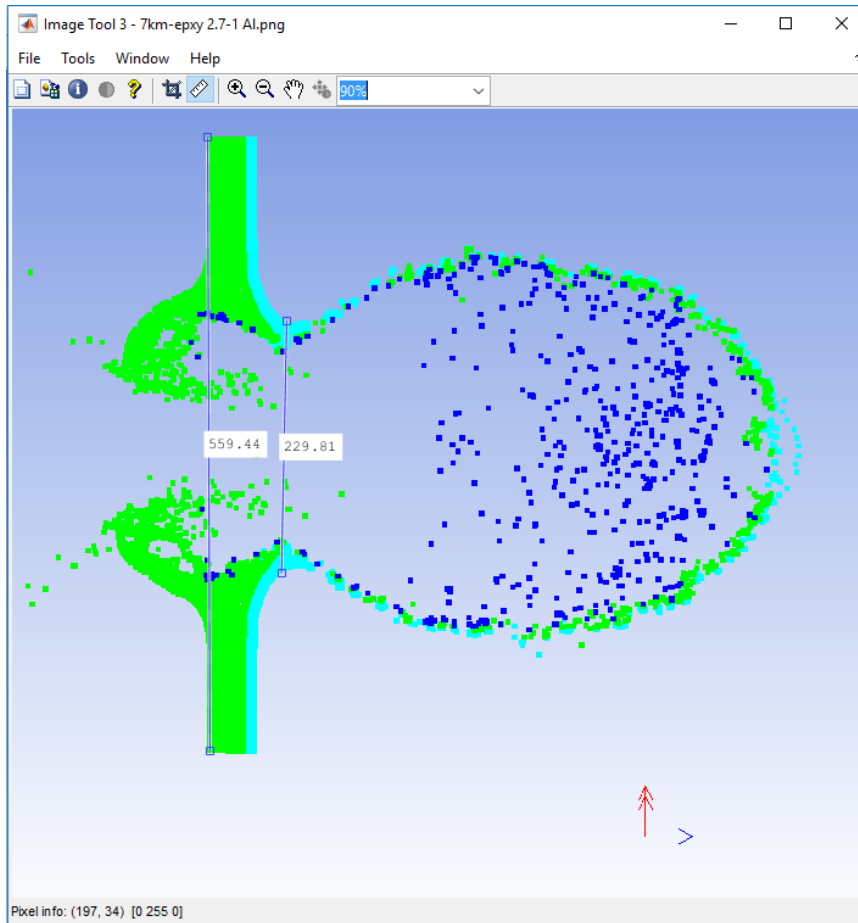 Image Tool 3 - 7km-epxy 2.7-1 Al.png
File Tools Window Help
90%
559.44
229.81
Pixel info: (197, 34) [0 255 0]